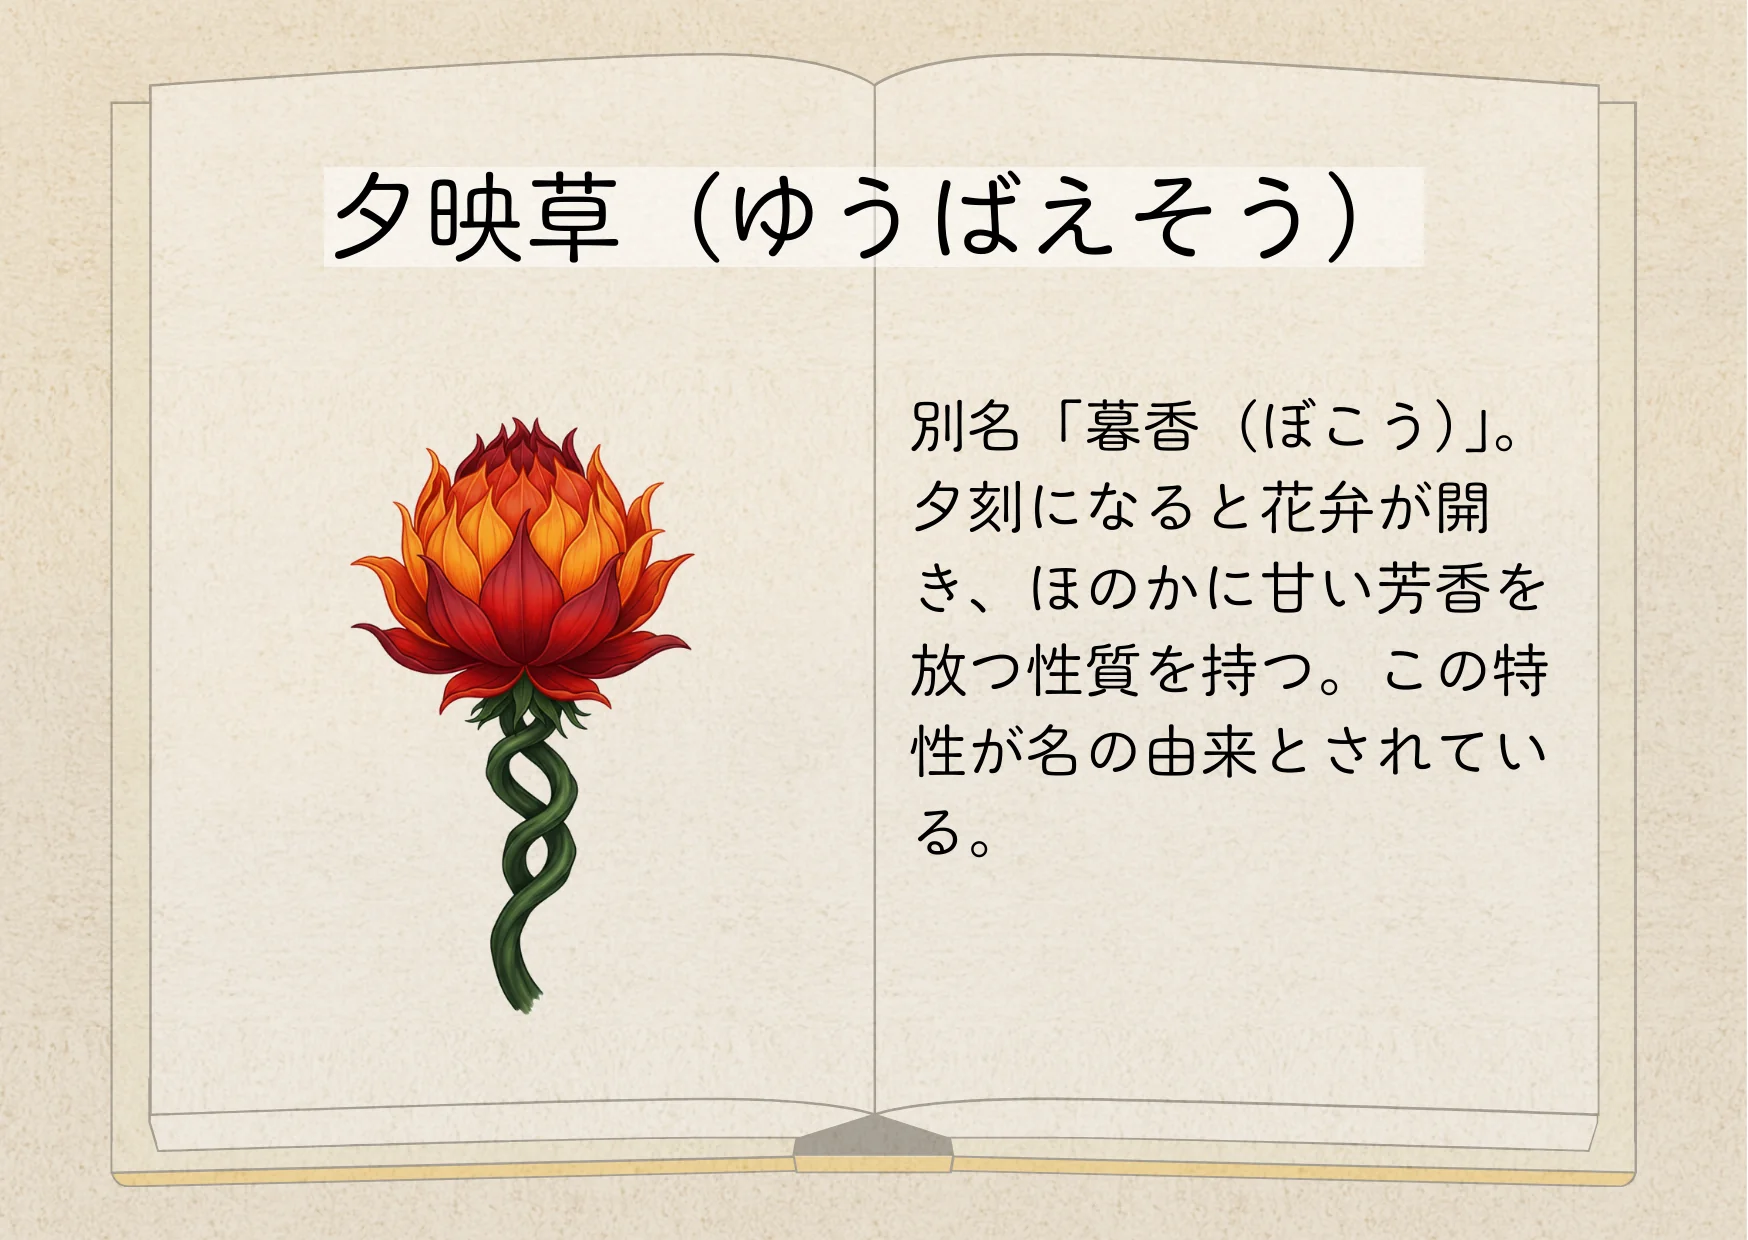 夕映草（ゆうばえそう）
別名「暮香（ぼこう）」。
夕刻になると花弁が開
き、ほのかに甘い芳香を
放つ性質を持つ。この特
性が名の由来とされてい
る。